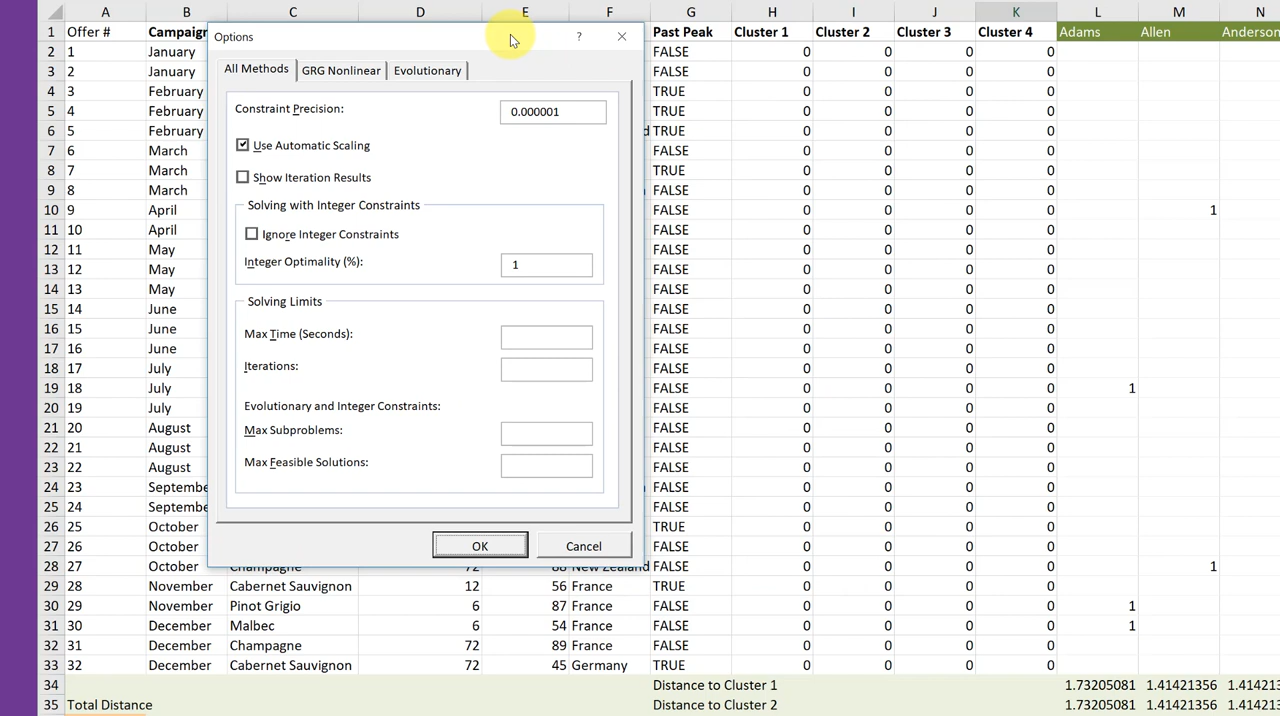 A B C D E F G H I J K L M N
1 Offer # Campaig Past Peak Cluster 1 Cluster 2 Cluster 3 Cluster 4 Adams Allen Anderson
Options ? ×
All Methods GRG Nonlinear Evolutionary
Constraint Precision: 0.000001
Use Automatic Scaling
Show Iteration Results
Solving with Integer Constraints
Ignore Integer Constraints
Integer Optimality (%): 1
Solving Limits
Max Time (Seconds):
Iterations:
Evolutionary and Integer Constraints:
Max Subproblems:
Max Feasible Solutions:
OK Cancel
2 1 January FALSE 0 0 0 0
3 2 January FALSE 0 0 0 0
4 3 February TRUE 0 0 0 0
5 4 February TRUE 0 0 0 0
6 5 February d TRUE 0 0 0 0
7 6 March FALSE 0 0 0 0
8 7 March TRUE 0 0 0 0
9 8 March FALSE 0 0 0 0
10 9 April FALSE 0 0 0 0 1
11 10 April FALSE 0 0 0 0
12 11 May FALSE 0 0 0 0
13 12 May FALSE 0 0 0 0
14 13 May FALSE 0 0 0 0
15 14 June FALSE 0 0 0 0
16 15 June FALSE 0 0 0 0
17 16 June FALSE 0 0 0 0
18 17 July FALSE 0 0 0 0
19 18 July FALSE 0 0 0 0 1
20 19 July FALSE 0 0 0 0
21 20 August FALSE 0 0 0 0
22 21 August FALSE 0 0 0 0
23 22 August FALSE 0 0 0 0
24 23 Septembe FALSE 0 0 0 0
25 24 Septembe FALSE 0 0 0 0
26 25 October TRUE 0 0 0 0
27 26 October FALSE 0 0 0 0
28 27 October Champagne 72 88 New Zealand FALSE 0 0 0 0 1
29 28 November Cabernet Sauvignon 12 56 France TRUE 0 0 0 0
30 29 November Pinot Grigio 6 87 France FALSE 0 0 0 0 1
31 30 December Malbec 6 54 France FALSE 0 0 0 0 1
32 31 December Champagne 72 89 France FALSE 0 0 0 0
33 32 December Cabernet Sauvignon 72 45 Germany TRUE 0 0 0 0
34 Distance to Cluster 1 1.73205081 1.41421356 1.4142135
35 Total Distance Distance to Cluster 2 1.73205081 1.41421356 1.4142135